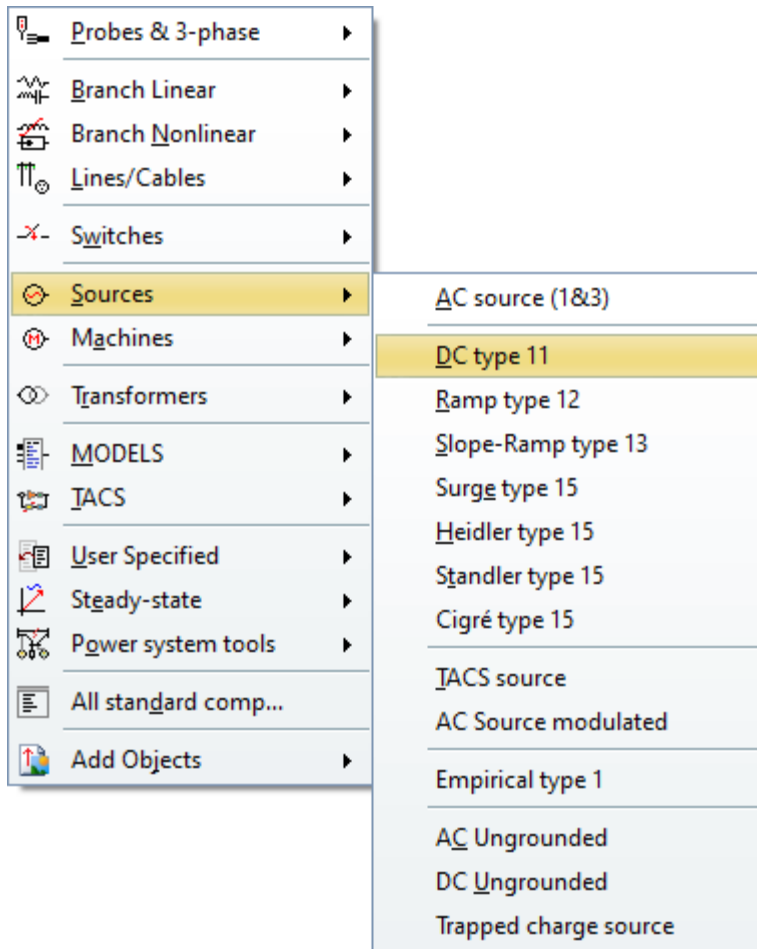 Probes & 3-phase
Branch Linear
Branch Nonlinear
Lines/Cables
Switches
Sources
Machines
Transformers
MODELS
TACS
User Specified
Steady-state
Power system tools
All standard comp...
Add Objects
AC source (1&3)
DC type 11
Ramp type 12
Slope-Ramp type 13
Surge type 15
Heidler type 15
Standler type 15
Cigré type 15
TACS source
AC Source modulated
Empirical type 1
AC Ungrounded
DC Ungrounded
Trapped charge source